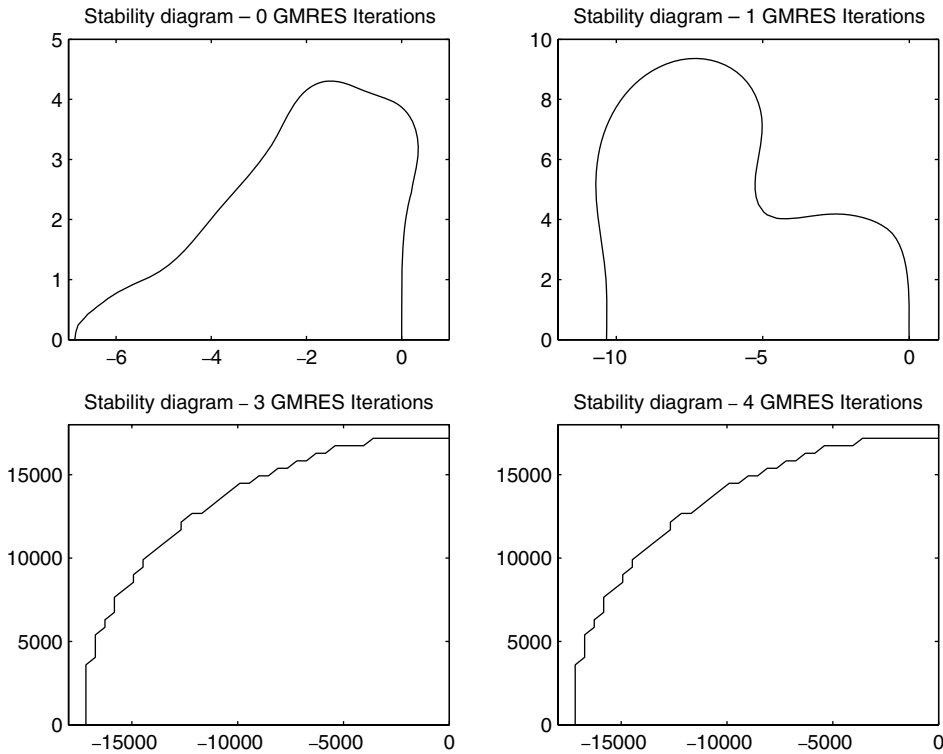 Stability diagram – 0 GMRES Iterations
5
4
3
2
1
0
−6 −4 −2 0
Stability diagram – 1 GMRES Iterations
10
8
6
4
2
0
−10 −5 0
Stability diagram – 3 GMRES Iterations
15000
10000
5000
0
−15000 −10000 −5000 0
Stability diagram – 4 GMRES Iterations
15000
10000
5000
0
−15000 −10000 −5000 0